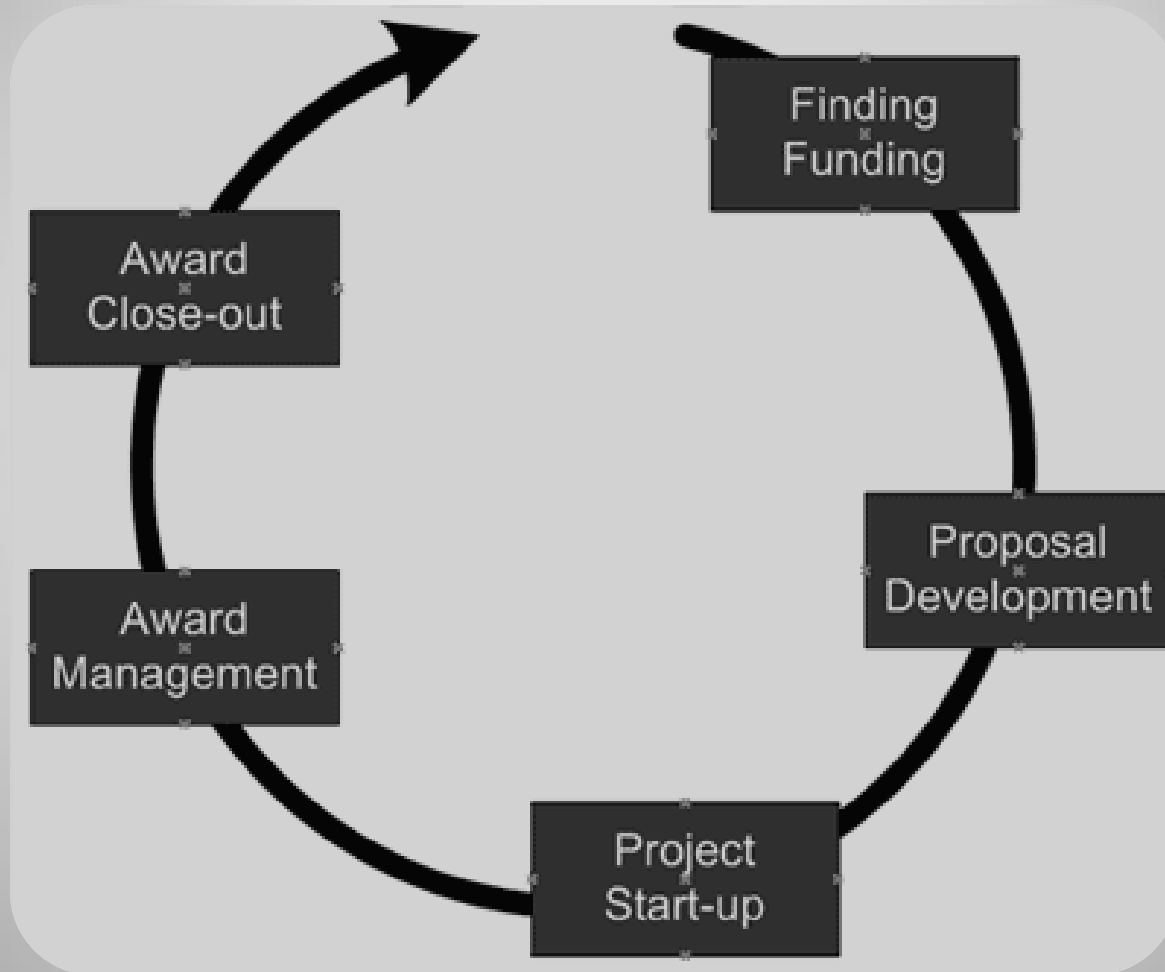 Finding
Funding
Proposal
Development
Project
Start-up
Award
Management
Award
Close-out